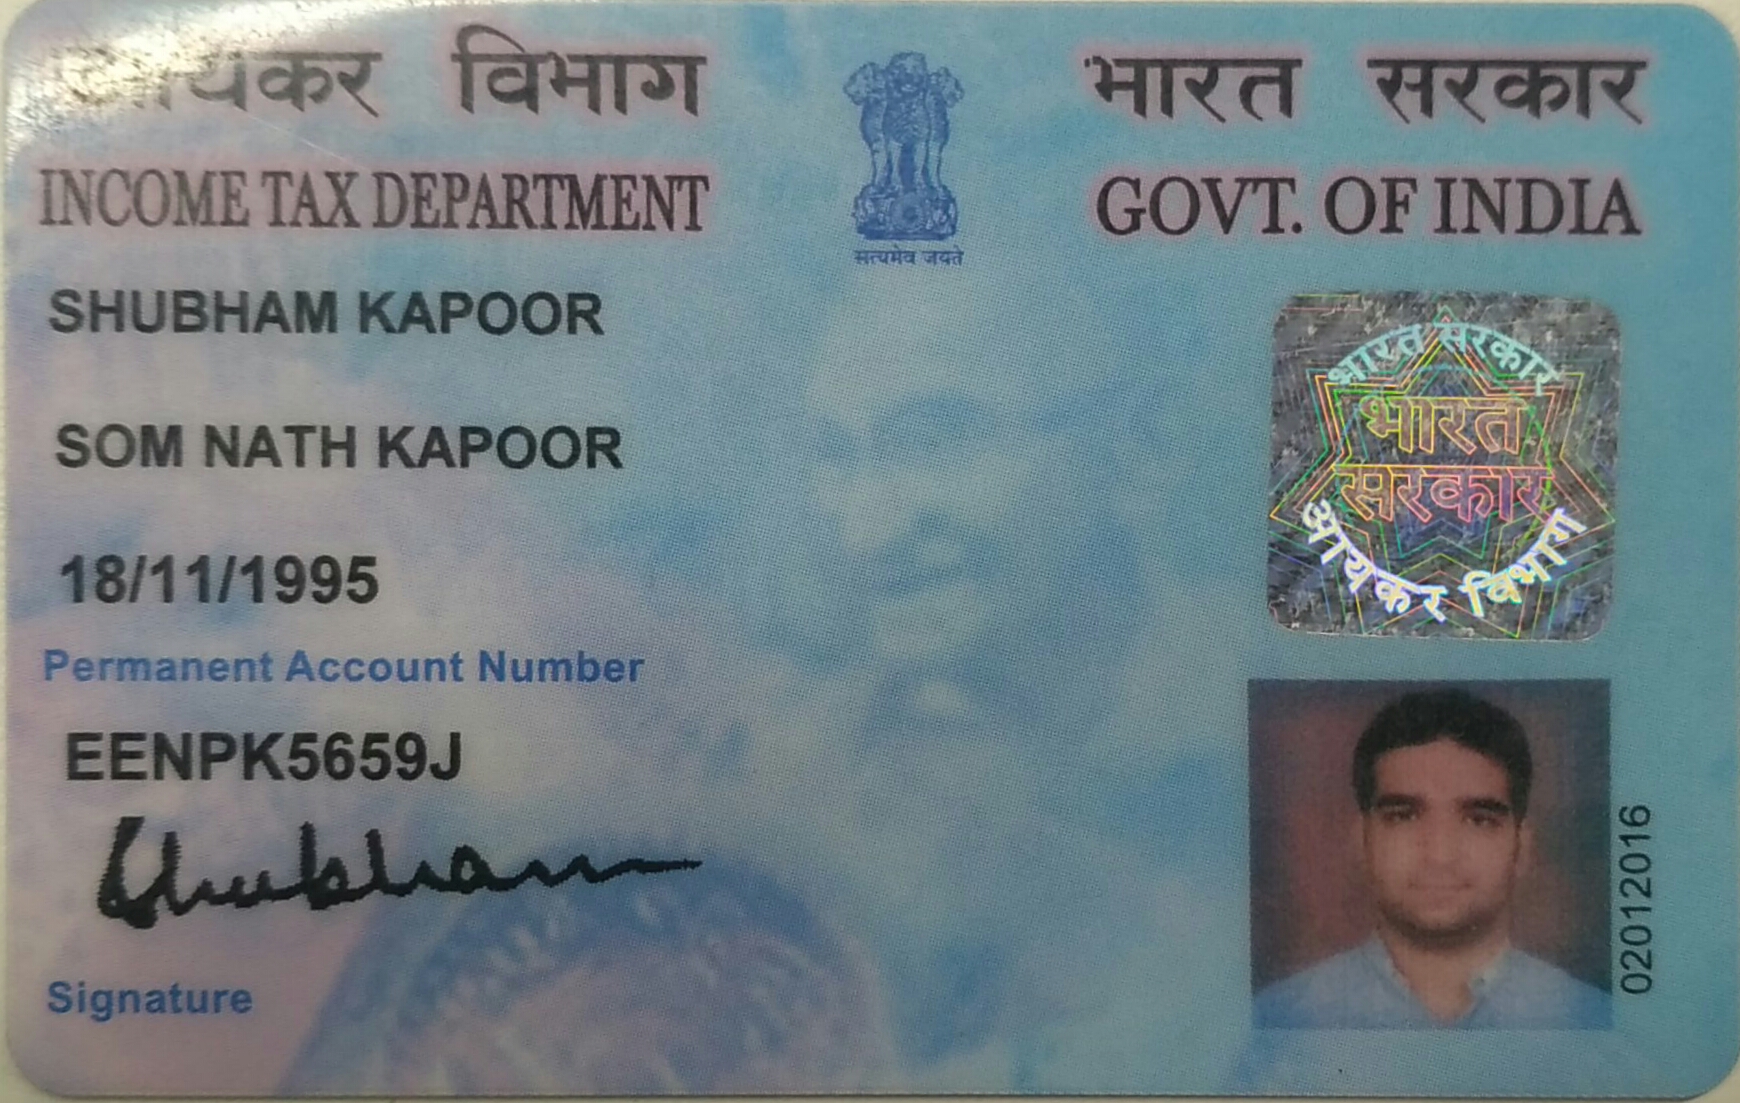 आयकर विभाग
INCOME TAX DEPARTMENT
भारत सरकार
GOVT. OF INDIA
सत्यमेव जयते
SHUBHAM KAPOOR
SOM NATH KAPOOR
18/11/1995
Permanent Account Number
EENPK5659J
Shubham
Signature
भारत सरकार
भारत
सरकार
आयकर विभाग
02012016